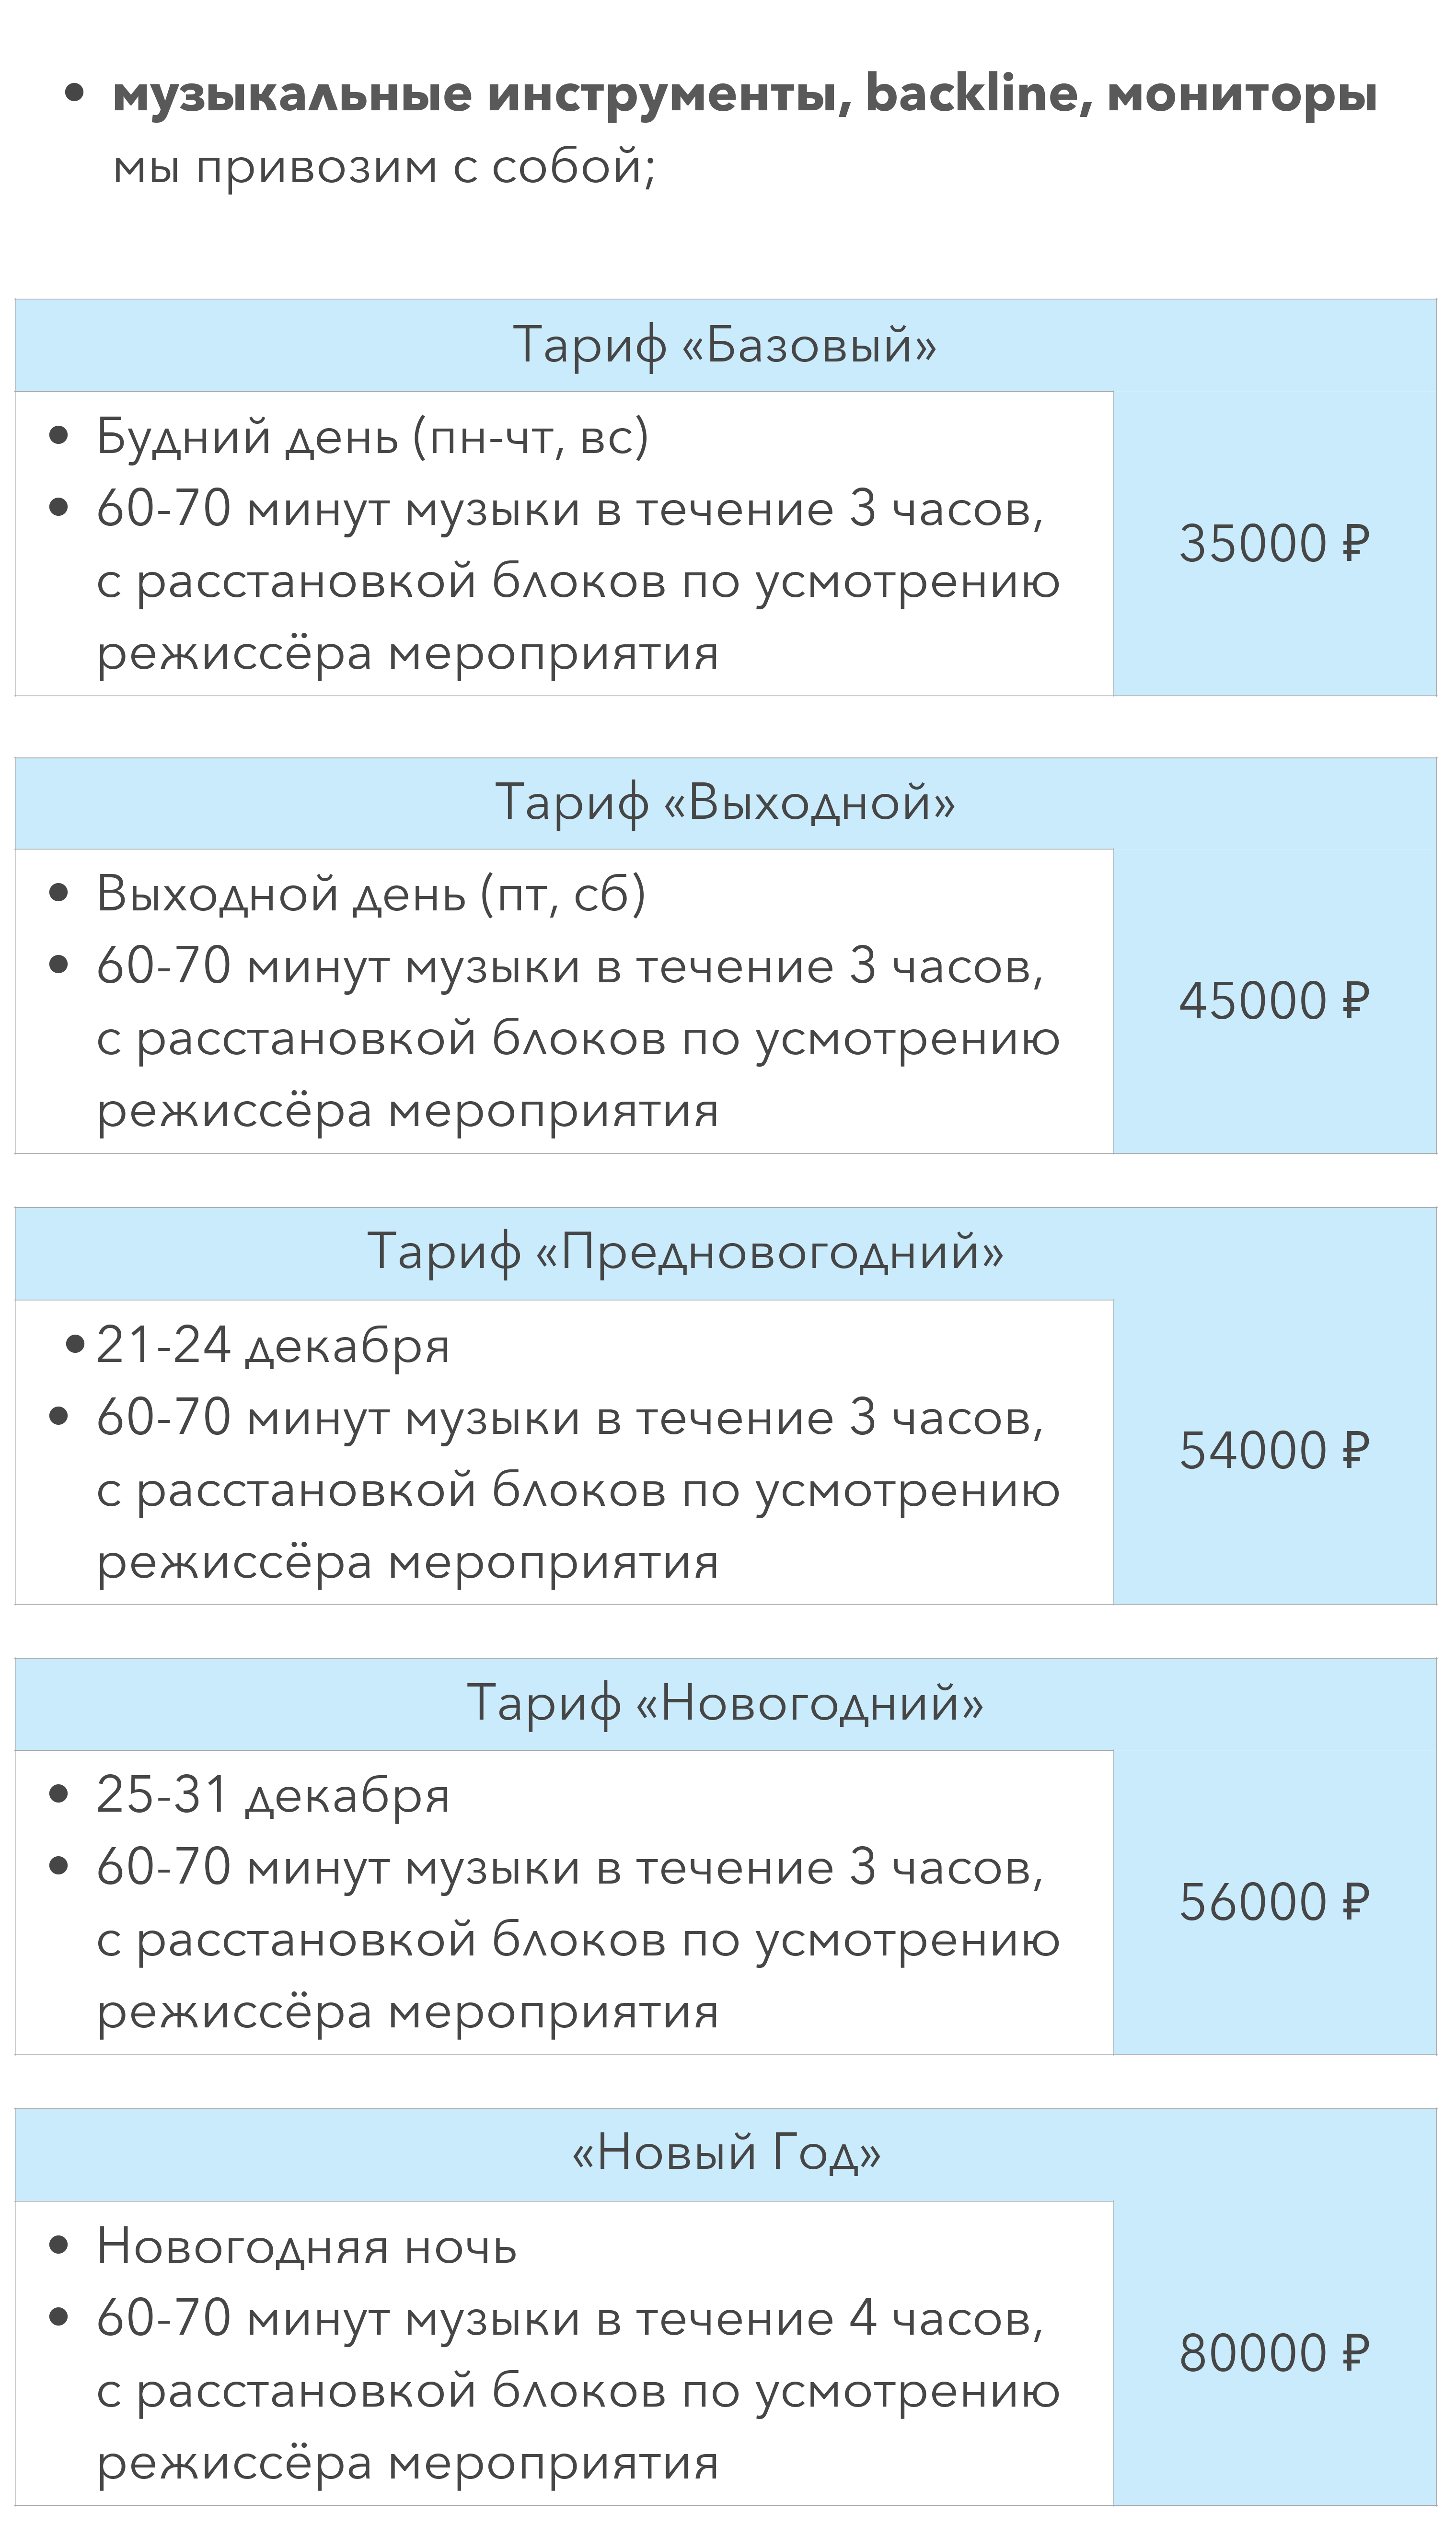 • музыкальные инструменты, backline, мониторы
мы привозим с собой;
Тариф «Базовый»
• Будний день (пн-чт, вс)
• 60-70 минут музыки в течение 3 часов,
с расстановкой блоков по усмотрению
режиссёра мероприятия
35000 ₽
Тариф «Выходной»
• Выходной день (пт, сб)
• 60-70 минут музыки в течение 3 часов,
с расстановкой блоков по усмотрению
режиссёра мероприятия
45000 ₽
Тариф «Предновогодний»
•21-24 декабря
• 60-70 минут музыки в течение 3 часов,
с расстановкой блоков по усмотрению
режиссёра мероприятия
54000 ₽
Тариф «Новогодний»
• 25-31 декабря
• 60-70 минут музыки в течение 3 часов,
с расстановкой блоков по усмотрению
режиссёра мероприятия
56000 ₽
«Новый Год»
• Новогодняя ночь
• 60-70 минут музыки в течение 4 часов,
с расстановкой блоков по усмотрению
режиссёра мероприятия
80000 ₽